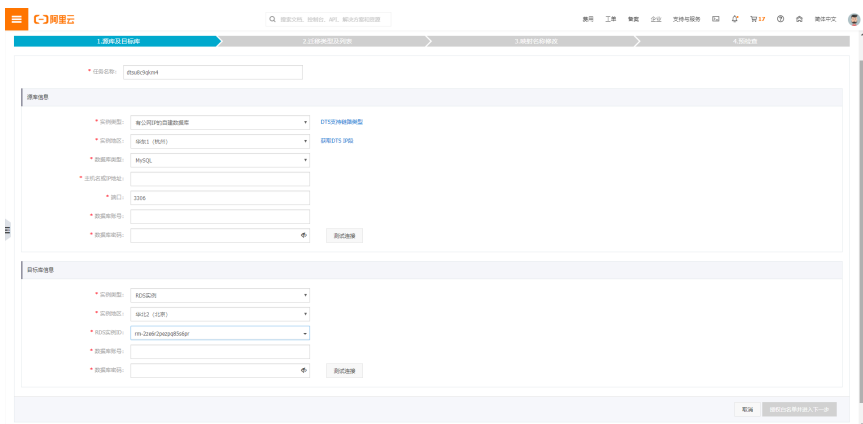 阿里云
搜索文档、控制台、API、解决方案和资源
费用 工单 备案 企业 支持与服务 17 简体中文
1.源库及目标库 2.迁移类型及列表 3.映射名称修改 4.预检查
* 任务名称: dtsu8c9qkm4
源库信息
* 实例类型: 有公网IP的自建数据库 DTS支持链路类型
* 实例地区: 华东1（杭州） 获取DTS IP段
* 数据库类型: MySQL
* 主机名或IP地址:
* 端口: 3306
* 数据库账号:
* 数据库密码: 测试连接
目标库信息
* 实例类型: RDS实例
* 实例地区: 华北2（北京）
* RDS实例ID: rm-2ze6r2pezpq85s6pr
* 数据库账号:
* 数据库密码: 测试连接
取消 授权白名单并进入下一步